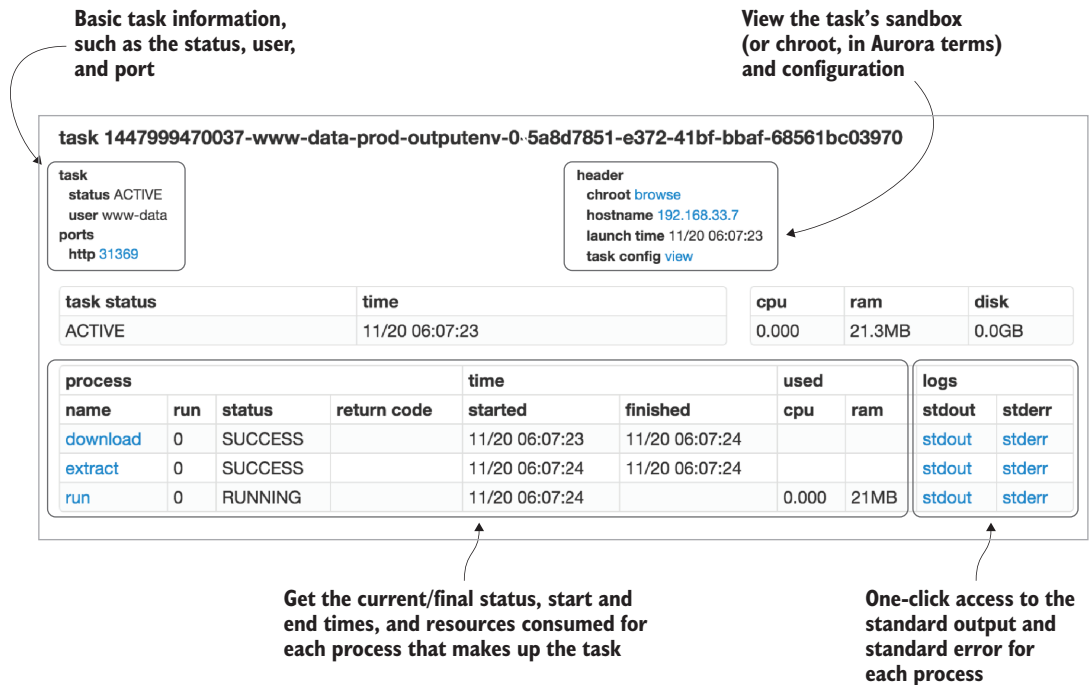 Basic task information,
such as the status, user,
and port
View the task's sandbox
(or chroot, in Aurora terms)
and configuration
task 1447999470037-www-data-prod-outputenv-0-5a8d7851-e372-41bf-bbaf-68561bc03970
task
status ACTIVE
user www-data
ports
http 31369
header
chroot browse
hostname 192.168.33.7
launch time 11/20 06:07:23
task config view
task status time
ACTIVE 11/20 06:07:23
cpu ram disk
0.000 21.3MB 0.0GB
process time used logs
name run status return code started finished cpu ram stdout stderr
download 0 SUCCESS 11/20 06:07:23 11/20 06:07:24 stdout stderr
extract 0 SUCCESS 11/20 06:07:24 11/20 06:07:24 stdout stderr
run 0 RUNNING 11/20 06:07:24 0.000 21MB stdout stderr
Get the current/final status, start and
end times, and resources consumed for
each process that makes up the task
One-click access to the
standard output and
standard error for
each process